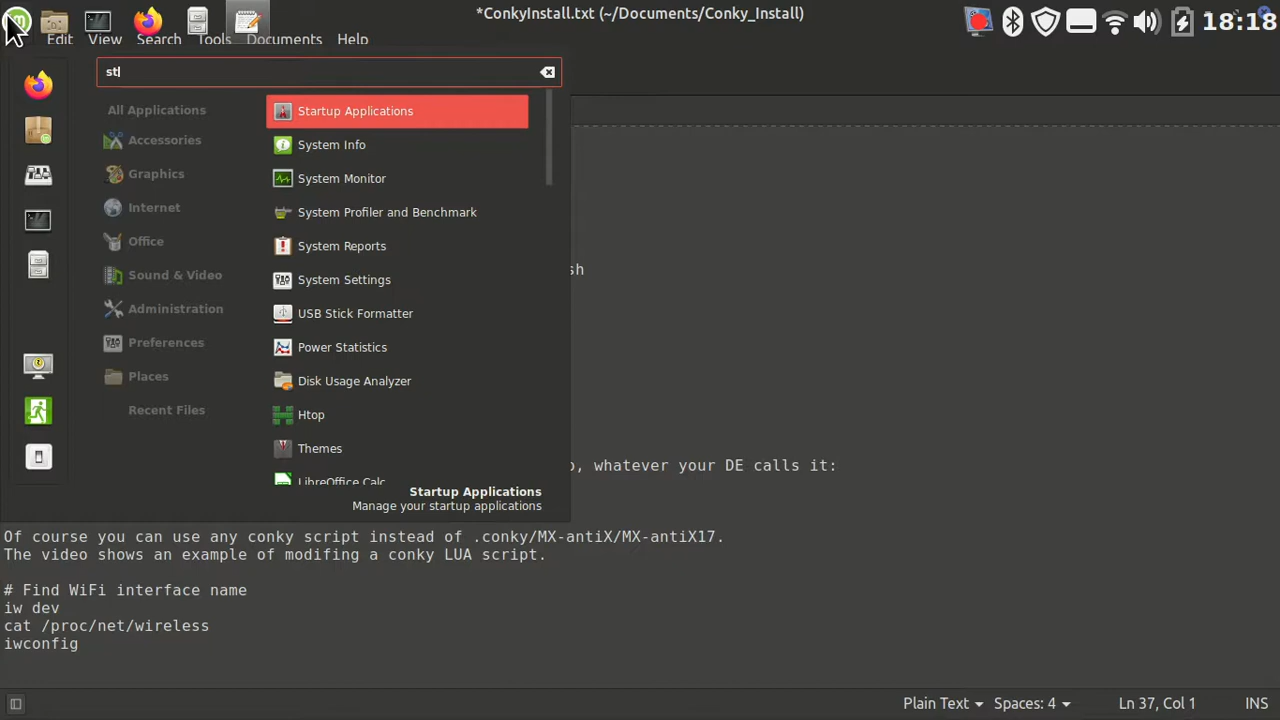 *ConkyInstall.txt (~/Documents/Conky_Install)
18:18
Edit View Search Tools Documents Help
st
All Applications
Accessories
Graphics
Internet
Office
Sound & Video
Administration
Preferences
Places
Recent Files
Startup Applications
System Info
System Monitor
System Profiler and Benchmark
System Reports
System Settings
USB Stick Formatter
Power Statistics
Disk Usage Analyzer
Htop
Themes
LibreOffice Calc
Startup Applications
Manage your startup applications
sh
, whatever your DE calls it:
Of course you can use any conky script instead of .conky/MX-antiX/MX-antiX17.
The video shows an example of modifing a conky LUA script.
# Find WiFi interface name
iw dev
cat /proc/net/wireless
iwconfig
Plain Text Spaces: 4 Ln 37, Col 1 INS